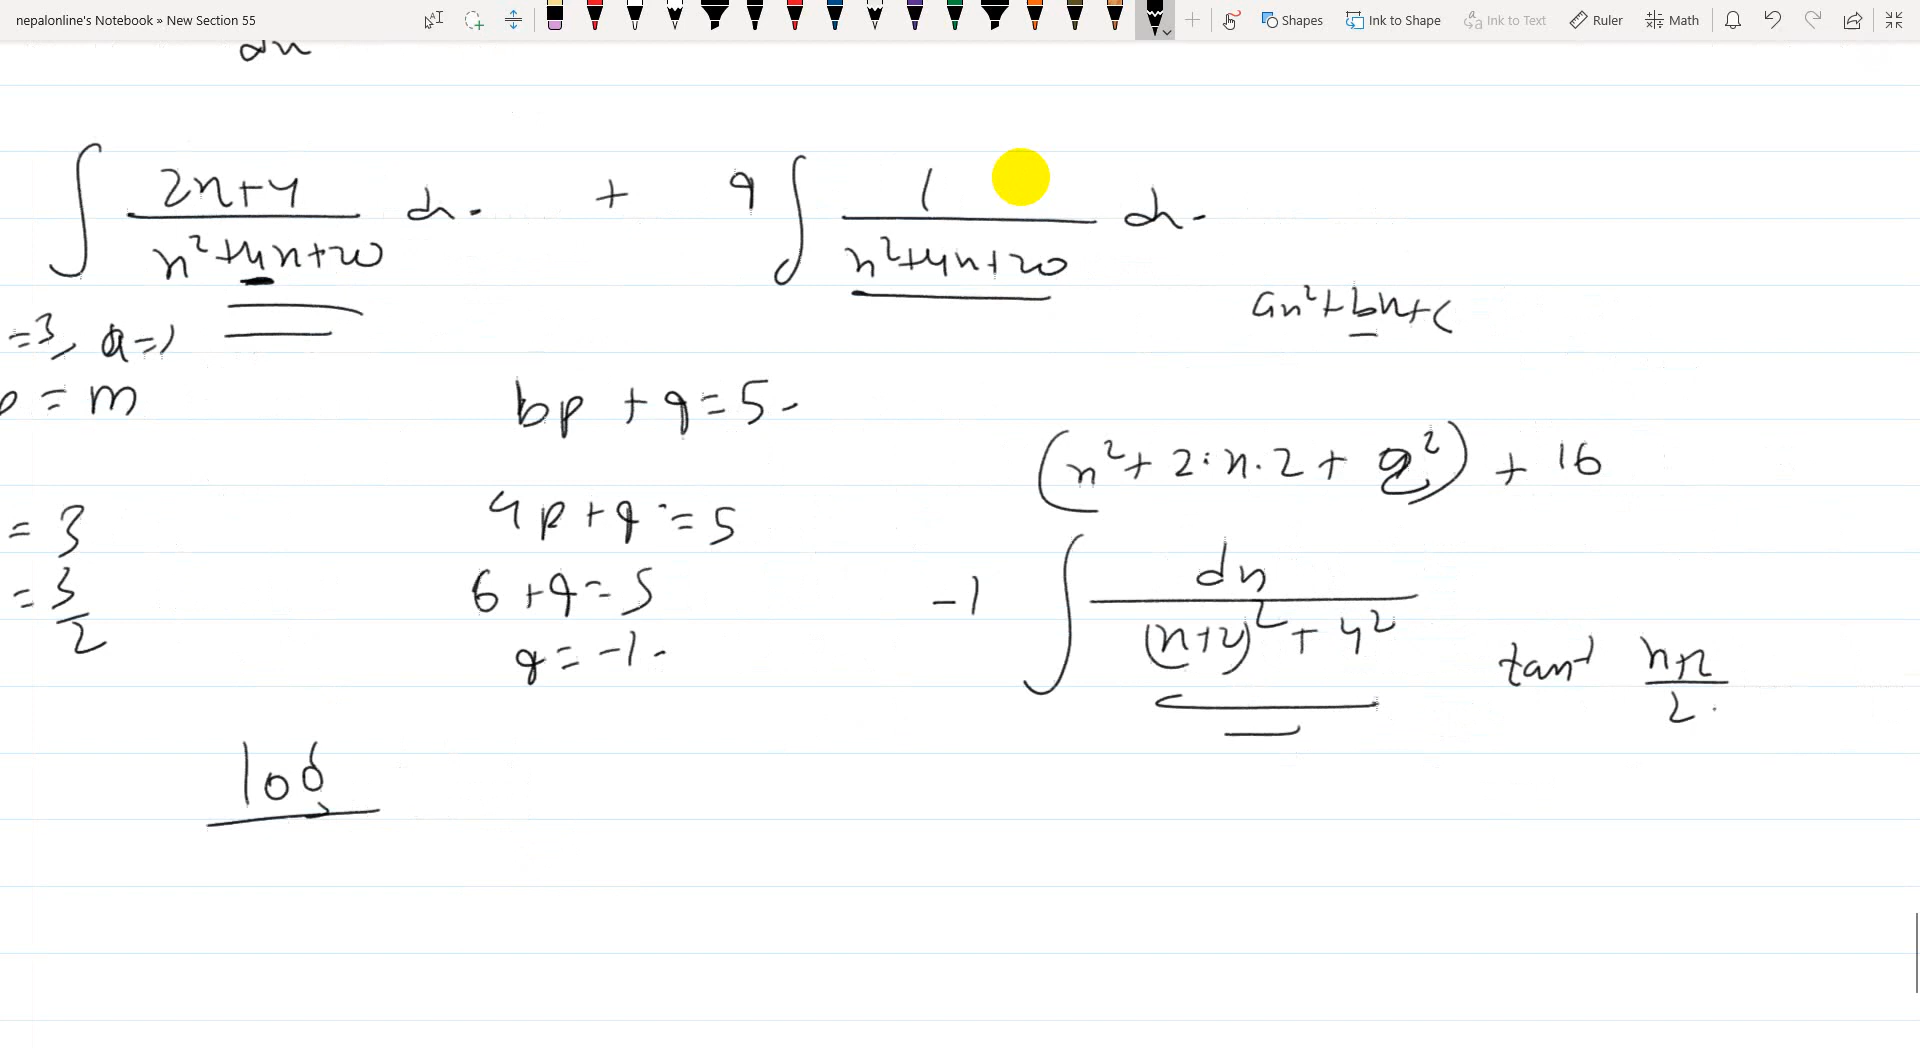 nepalonline's Notebook » New Section 55
Shapes Ink to Shape Ink to Text Ruler Math
dx
∫ (2x+4)/(x²+4x+20) dx. + q ∫ 1/(x²+4x+20) dx.
ax²+bx+c
=3, a=1
p = m
bp + q = 5.
(x² + 2·x·2 + 2²) + 16
= 3
4p + q = 5
= 3/2
6 + q = 5
-1 ∫ dx/((x+2)² + 4²)
q = -1.
tan⁻¹ (x+2)/2.
log